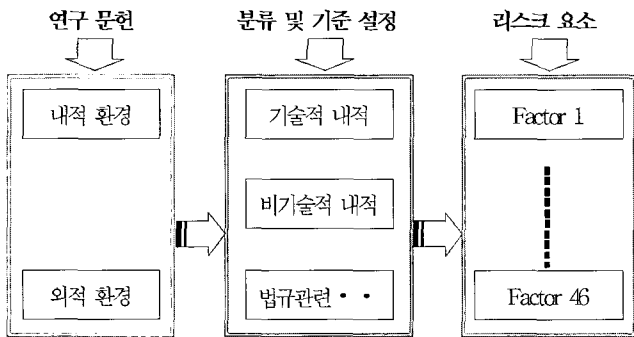 연구 문헌
분류 및 기준 설정
리스크 요소
내적 환경
기술적 내적
Factor 1
비기술적 내적
외적 환경
법규관련 · ·
Factor 46